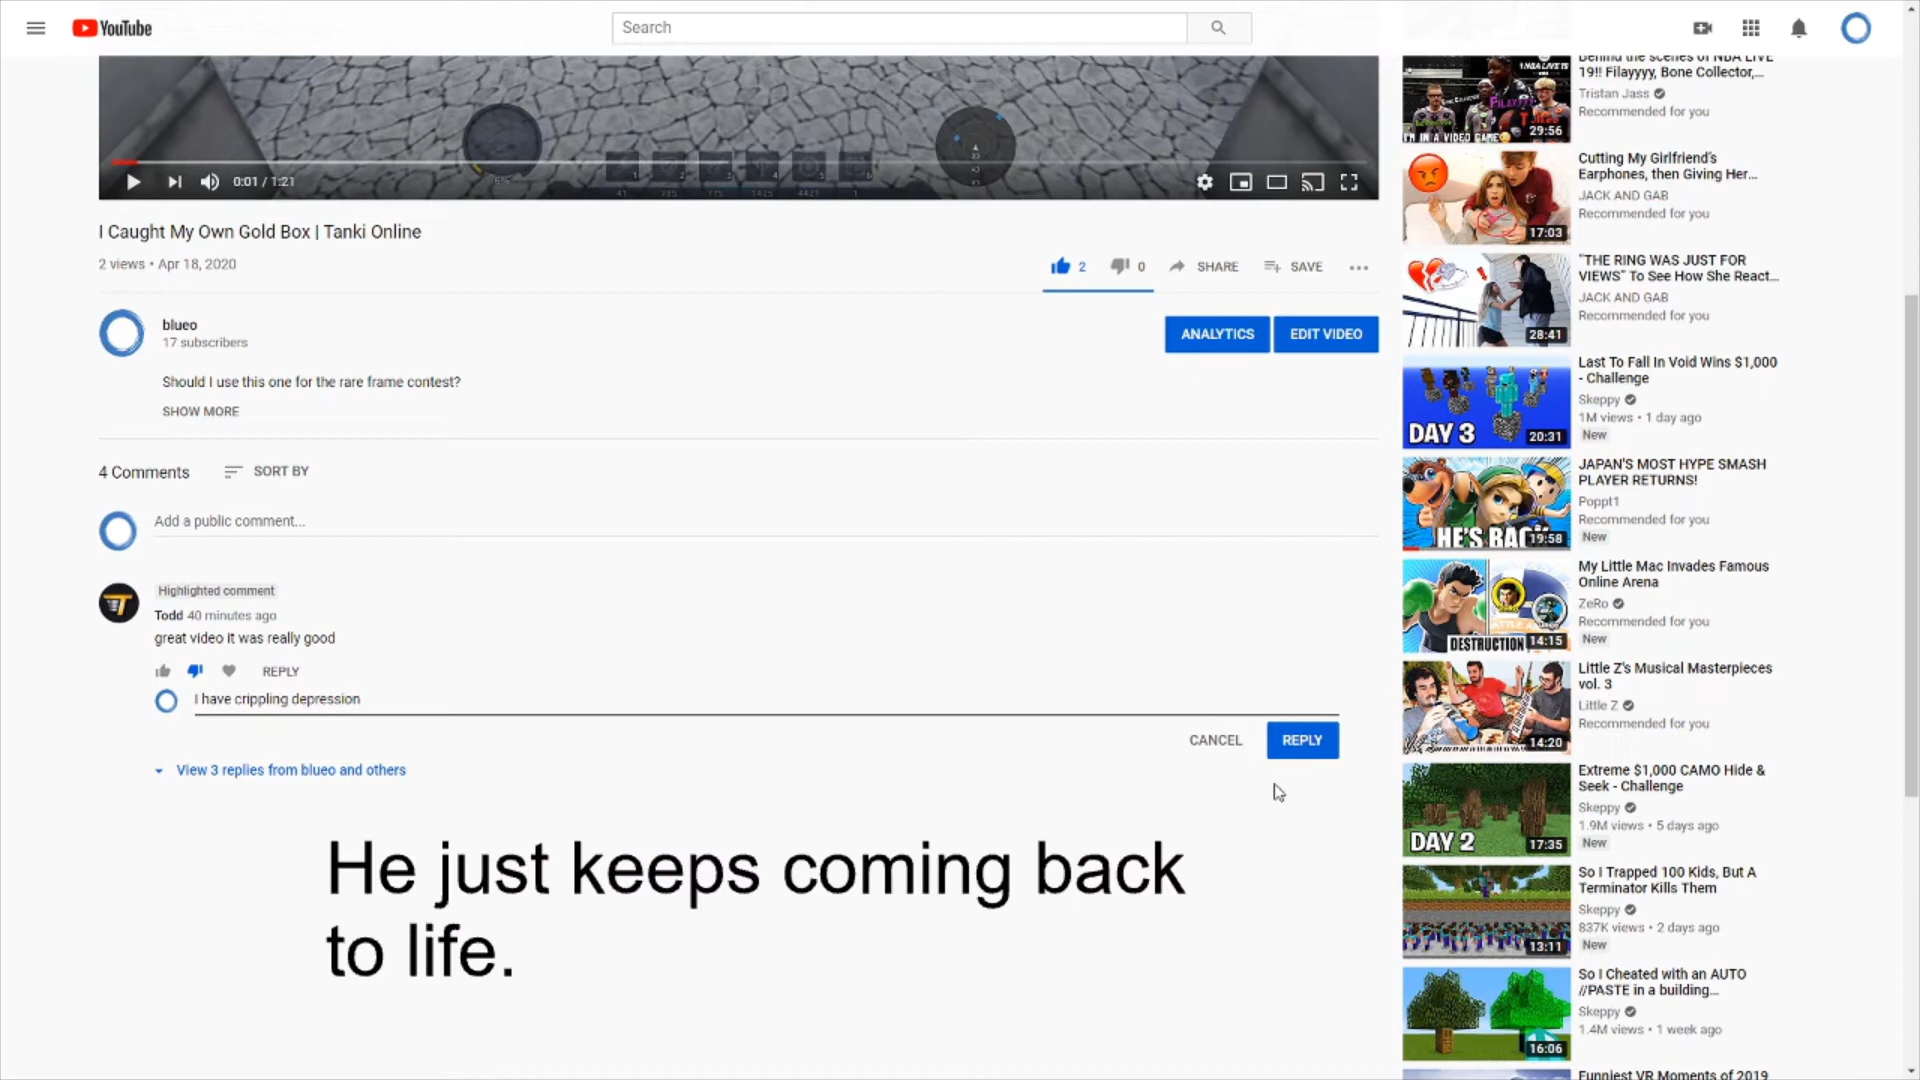 YouTube
Search
0:01 / 1:21
I Caught My Own Gold Box | Tanki Online
2 views • Apr 18, 2020
2
0
SHARE
SAVE
blueo
17 subscribers
ANALYTICS
EDIT VIDEO
Should I use this one for the rare frame contest?
SHOW MORE
4 Comments
SORT BY
Add a public comment...
Highlighted comment
Todd 40 minutes ago
great video it was really good
REPLY
I have crippling depression
CANCEL
REPLY
View 3 replies from blueo and others
He just keeps coming back
to life.
Behind the scenes of NBA LIVE
19!! Filayyyy, Bone Collector,...
Tristan Jass
Recommended for you
29:56
Cutting My Girlfriend's
Earphones, then Giving Her...
JACK AND GAB
Recommended for you
17:03
"THE RING WAS JUST FOR
VIEWS" To See How She React...
JACK AND GAB
Recommended for you
28:41
Last To Fall In Void Wins $1,000
- Challenge
Skeppy
1M views • 1 day ago
New
DAY 3
20:31
JAPAN'S MOST HYPE SMASH
PLAYER RETURNS!
Poppt1
Recommended for you
New
HE'S BACK
19:58
My Little Mac Invades Famous
Online Arena
ZeRo
Recommended for you
New
DESTRUCTION
14:15
Little Z's Musical Masterpieces
vol. 3
Little Z
Recommended for you
14:20
Extreme $1,000 CAMO Hide &
Seek - Challenge
Skeppy
1.9M views • 5 days ago
New
DAY 2
17:35
So I Trapped 100 Kids, But A
Terminator Kills Them
Skeppy
837K views • 2 days ago
New
13:11
So I Cheated with an AUTO
//PASTE in a building...
Skeppy
1.4M views • 1 week ago
16:06
Funniest VR Moments of 2019